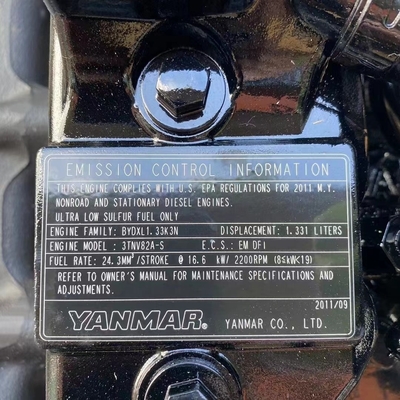 EMISSION CONTROL INFORMATION
THIS ENGINE COMPLIES WITH U.S. EPA REGULATIONS FOR 2011 M.Y.
NONROAD AND STATIONARY DIESEL ENGINES.
ULTRA LOW SULFUR FUEL ONLY
ENGINE FAMILY: BYDXL1.33K3N DISPLACEMENT: 1.331 LITERS
ENGINE MODEL: 3TNV82A-S E.C.S.: EM DFI
FUEL RATE: 24.3MM³/STROKE @ 16.6 kW/ 2200RPM (8≤kW<19)
REFER TO OWNER'S MANUAL FOR MAINTENANCE SPECIFICATIONS AND
ADJUSTMENTS.
2011/09
YANMAR® YANMAR CO., LTD.